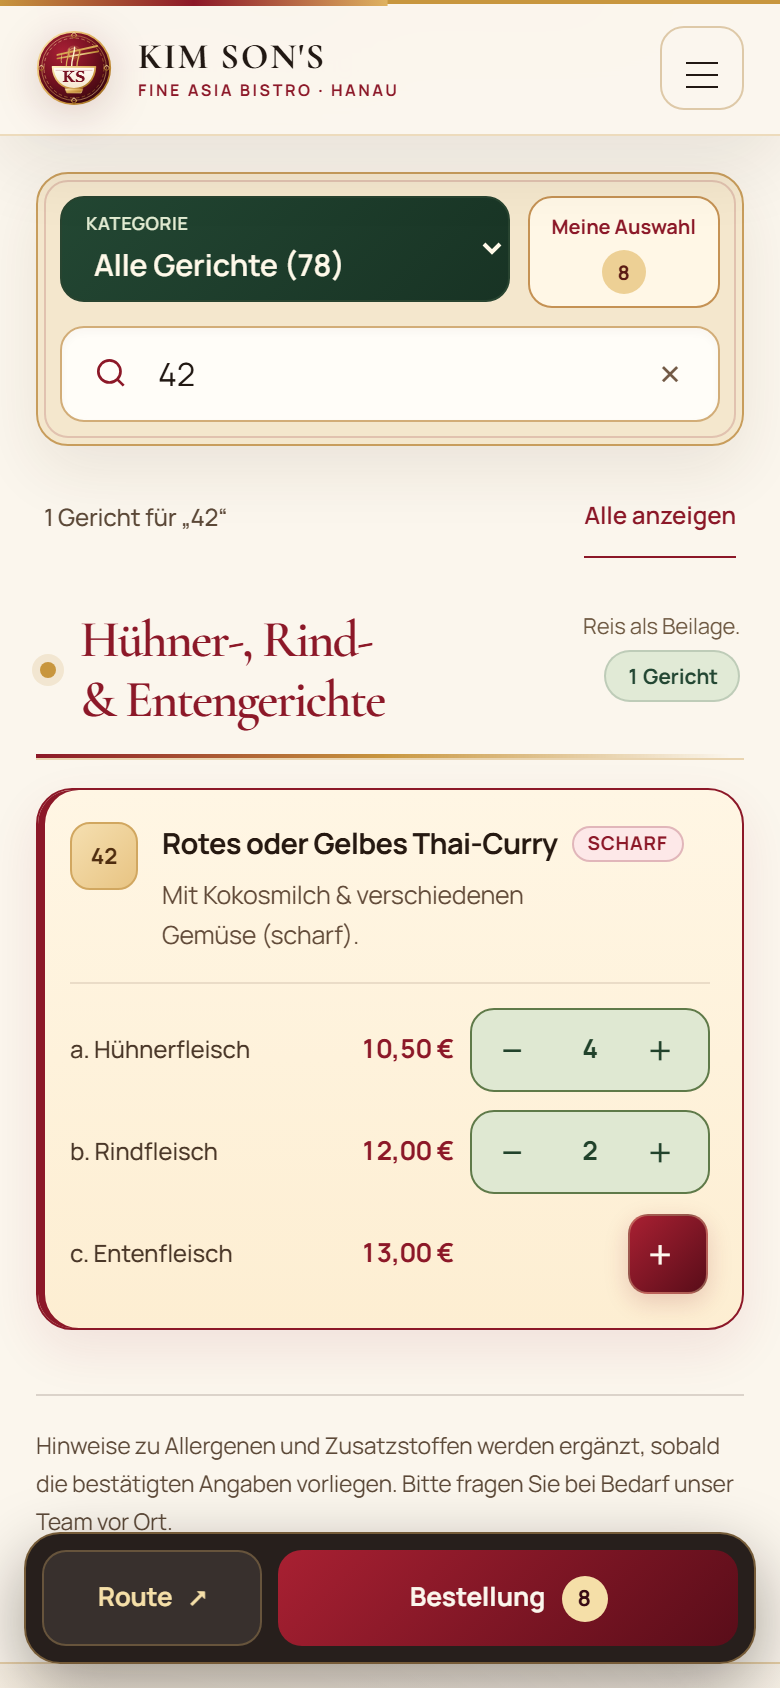 KS
KIM SON'S
FINE ASIA BISTRO · HANAU
KATEGORIE
Alle Gerichte (78)
Meine Auswahl
8
42
1 Gericht für „42“
Alle anzeigen
Hühner-, Rind-
& Entengerichte
Reis als Beilage.
1 Gericht
42
Rotes oder Gelbes Thai-Curry
SCHARF
Mit Kokosmilch & verschiedenen
Gemüse (scharf).
a. Hühnerfleisch 10,50 € − 4 +
b. Rindfleisch 12,00 € − 2 +
c. Entenfleisch 13,00 € +
Hinweise zu Allergenen und Zusatzstoffen werden ergänzt, sobald
die bestätigten Angaben vorliegen. Bitte fragen Sie bei Bedarf unser
Team vor Ort.
Route ↗
Bestellung 8